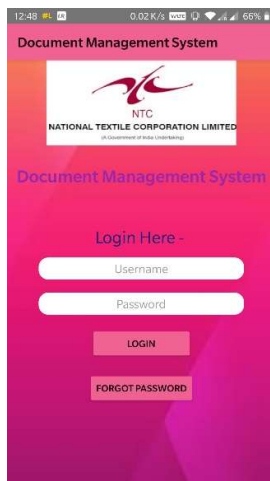 12:48
0.02 K/s 66%
Document Management System
NTC
NATIONAL TEXTILE CORPORATION LIMITED
(A Government of India Undertaking)
Document Management System
Login Here -
Username
Password
LOGIN
FORGOT PASSWORD